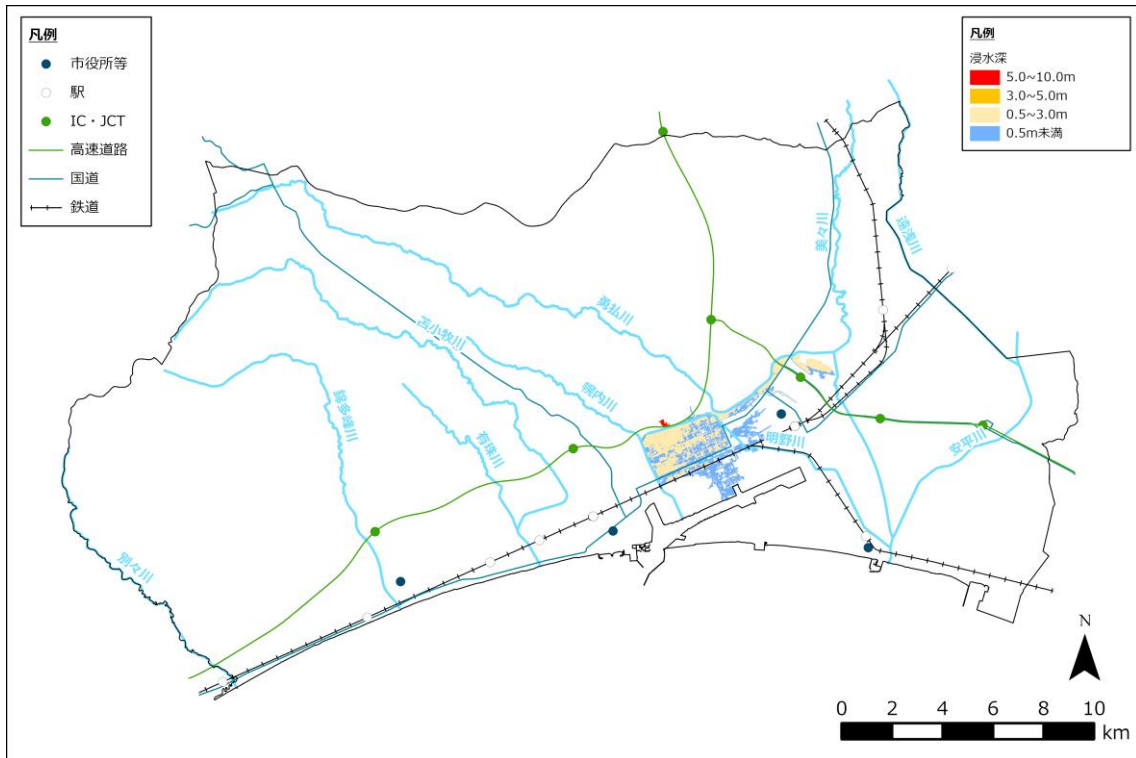 凡例
市役所等
駅
IC・JCT
高速道路
国道
鉄道
凡例
浸水深
5.0~10.0m
3.0~5.0m
0.5~3.0m
0.5m未満
美々川
遠浅川
勇払川
苫小牧川
幌内川
錦多峰川
有珠川
明野川
安平川
別々川
N
0 2 4 6 8 10
km